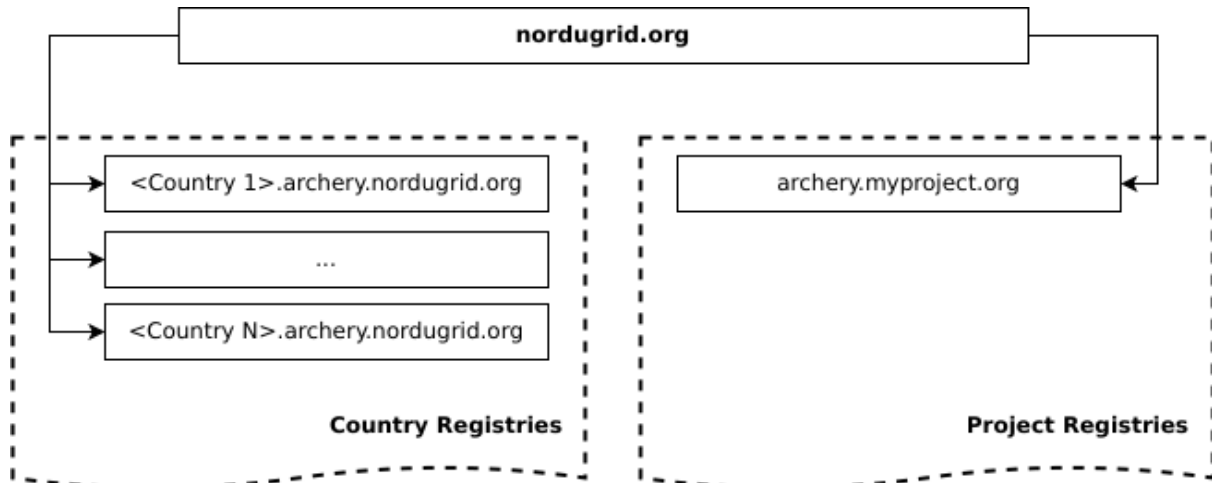 nordugrid.org
<Country 1>.archery.nordugrid.org
...
<Country N>.archery.nordugrid.org
Country Registries
archery.myproject.org
Project Registries